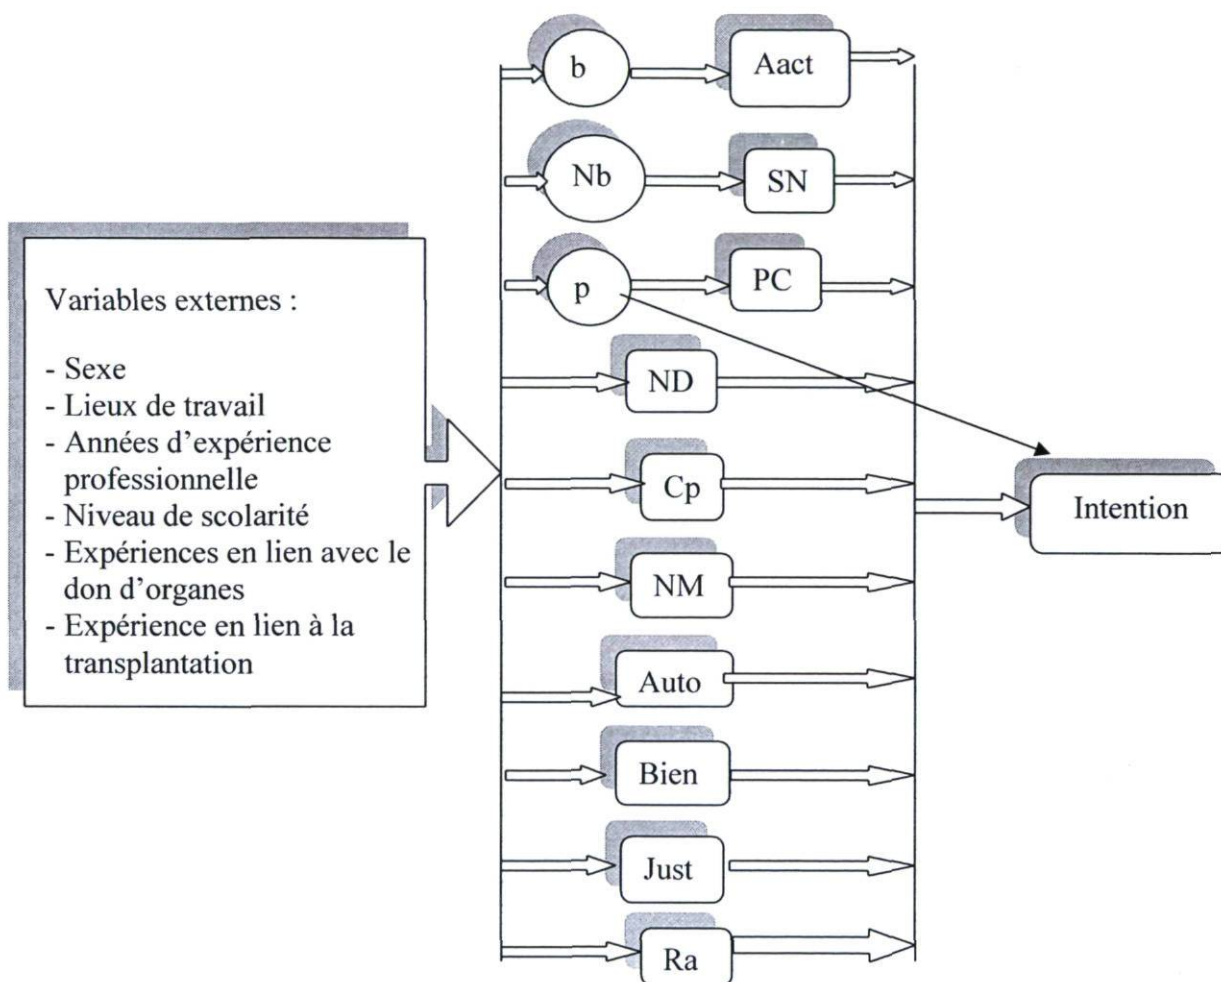 Variables externes :
- Sexe
- Lieux de travail
- Années d'expérience
professionnelle
- Niveau de scolarité
- Expériences en lien avec le
don d'organes
- Expérience en lien à la
transplantation
b
Aact
Nb
SN
p
PC
ND
Cp
NM
Auto
Bien
Just
Ra
Intention